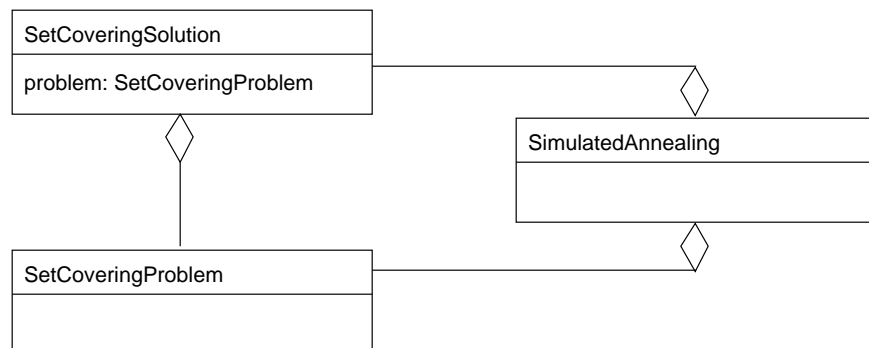 SetCoveringSolution
problem: SetCoveringProblem
SimulatedAnnealing
SetCoveringProblem